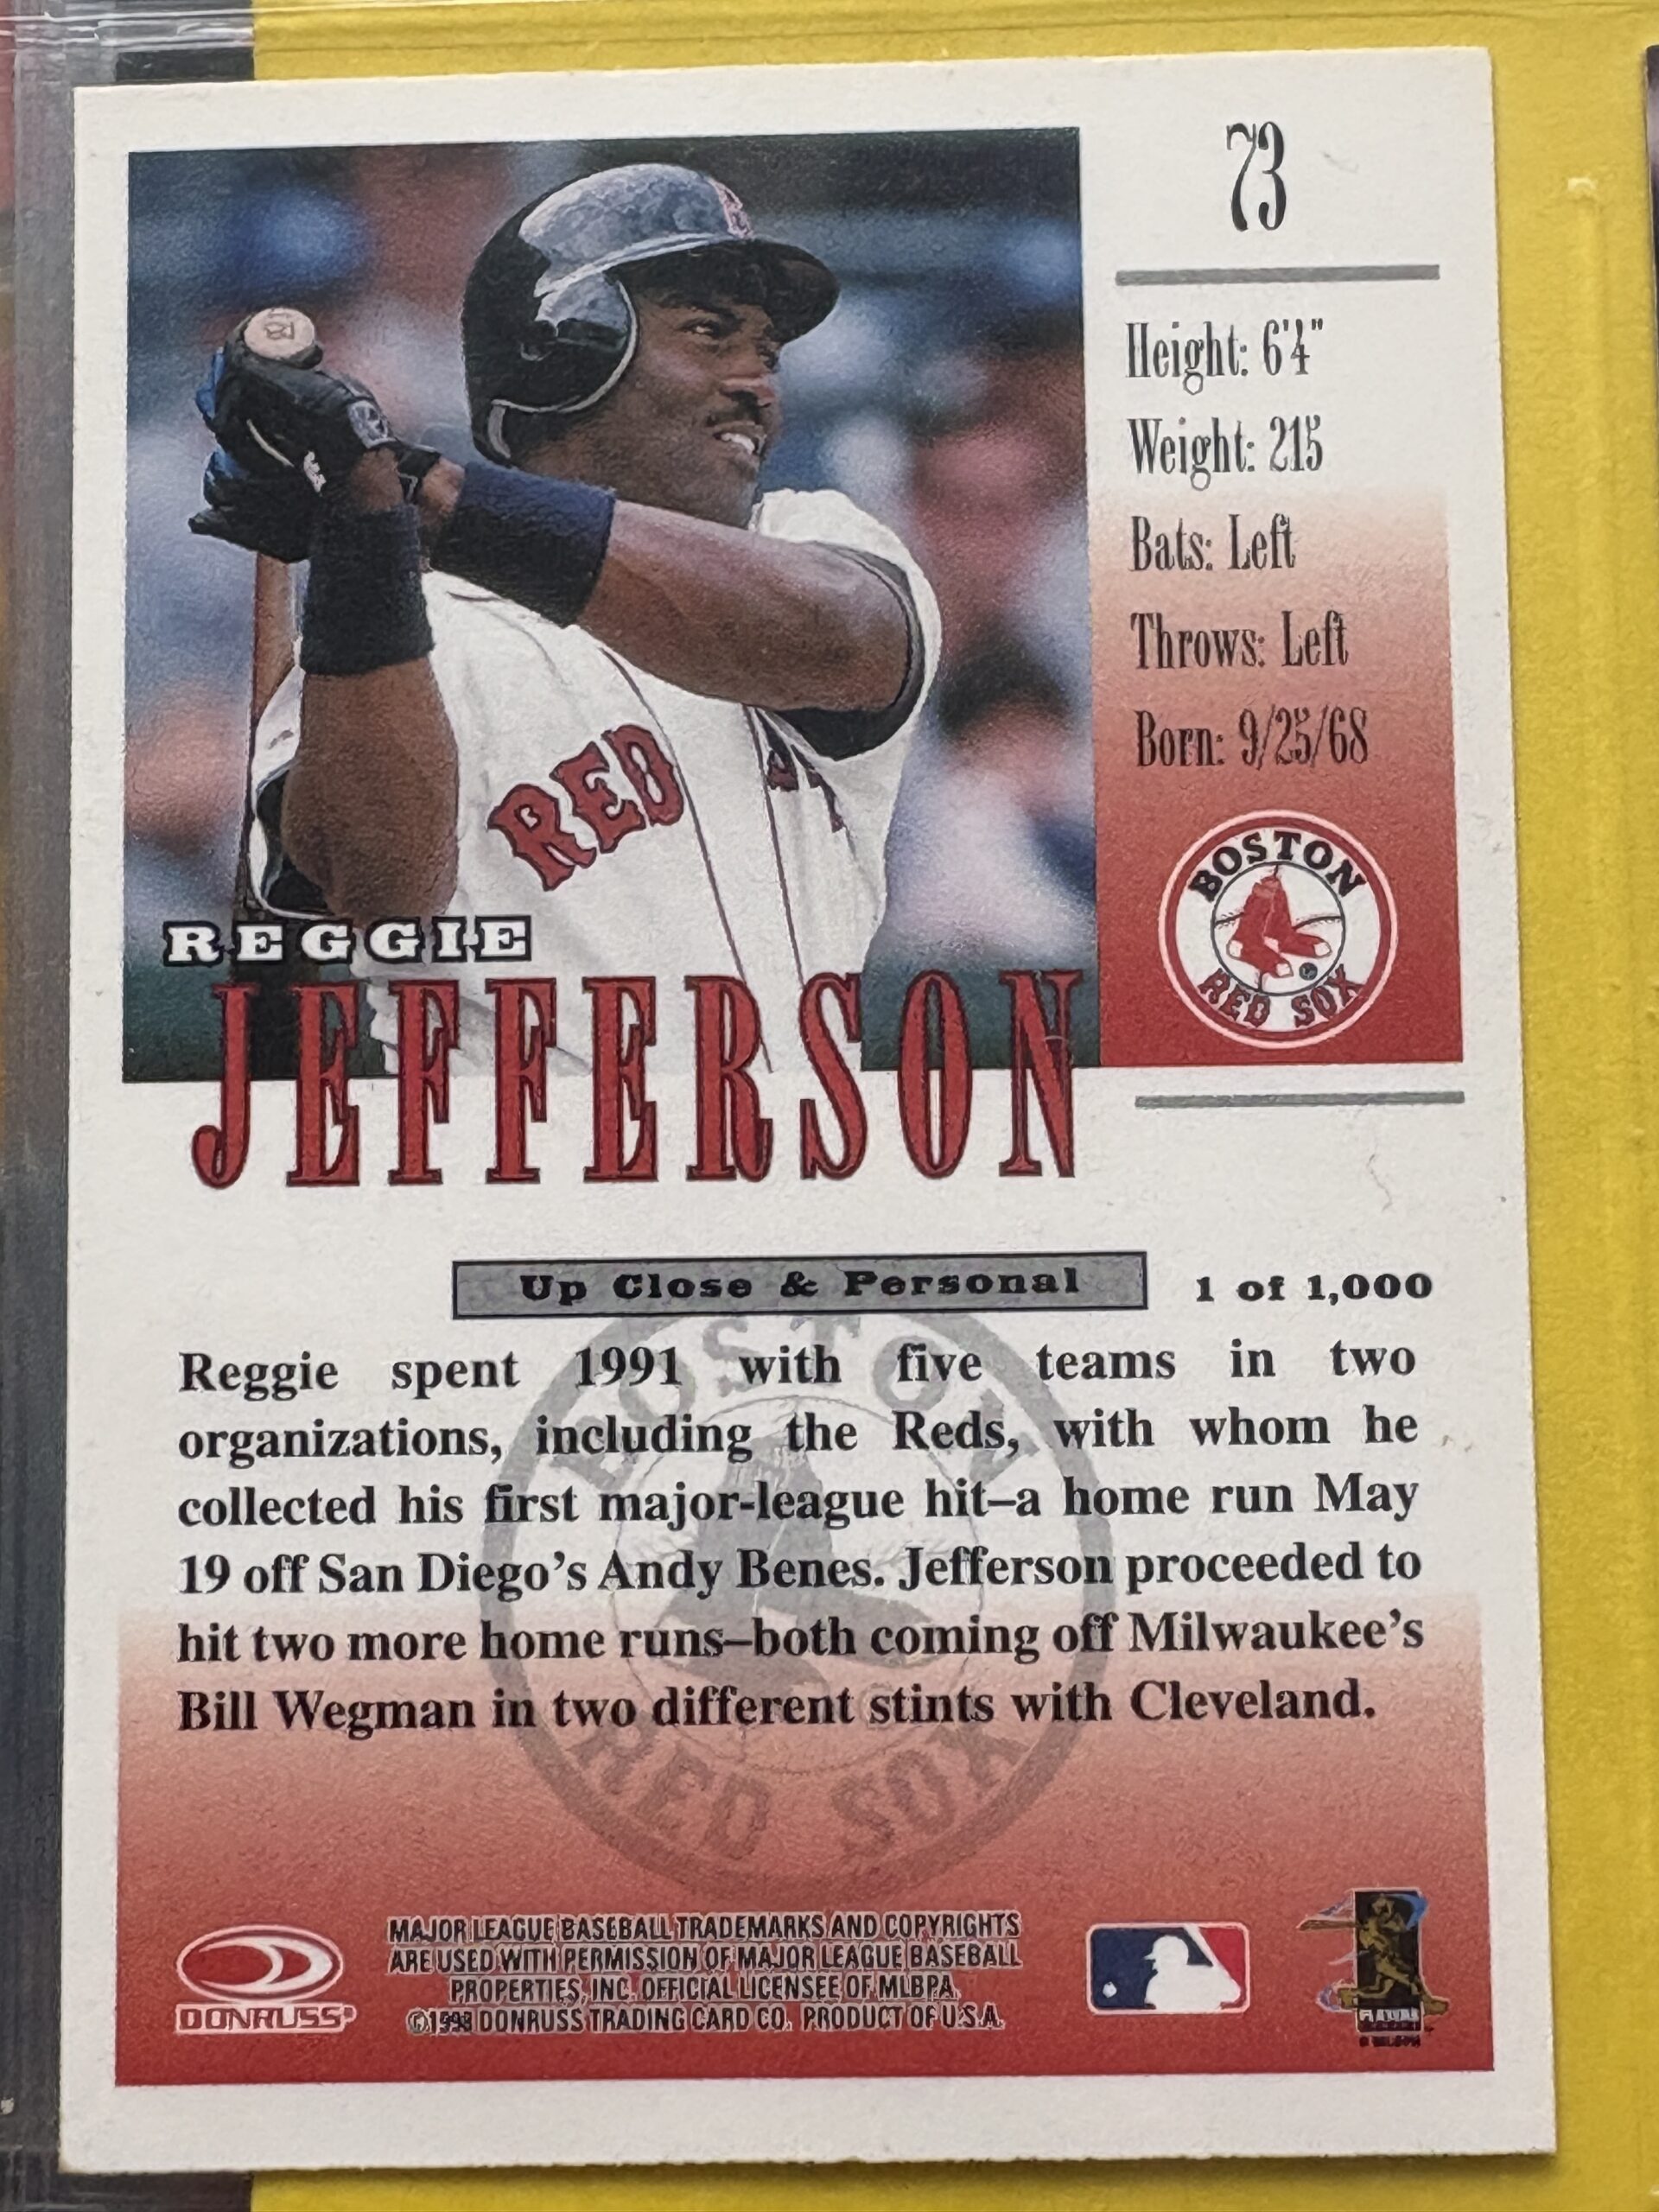 73
Height: 6'4"
Weight: 215
Bats: Left
Throws: Left
Born: 9/25/68
RED
BOSTON
RED SOX
REGGIE
JEFFERSON
Up Close & Personal
1 of 1,000
Reggie spent 1991 with five teams in two
organizations, including the Reds, with whom he
collected his first major-league hit–a home run May
19 off San Diego's Andy Benes. Jefferson proceeded to
hit two more home runs–both coming off Milwaukee's
Bill Wegman in two different stints with Cleveland.
BOSTON
RED SOX
DONRUSS
MAJOR LEAGUE BASEBALL TRADEMARKS AND COPYRIGHTS
ARE USED WITH PERMISSION OF MAJOR LEAGUE BASEBALL
PROPERTIES, INC. OFFICIAL LICENSEE OF MLBPA.
©1998 DONRUSS TRADING CARD CO. PRODUCT OF U.S.A.